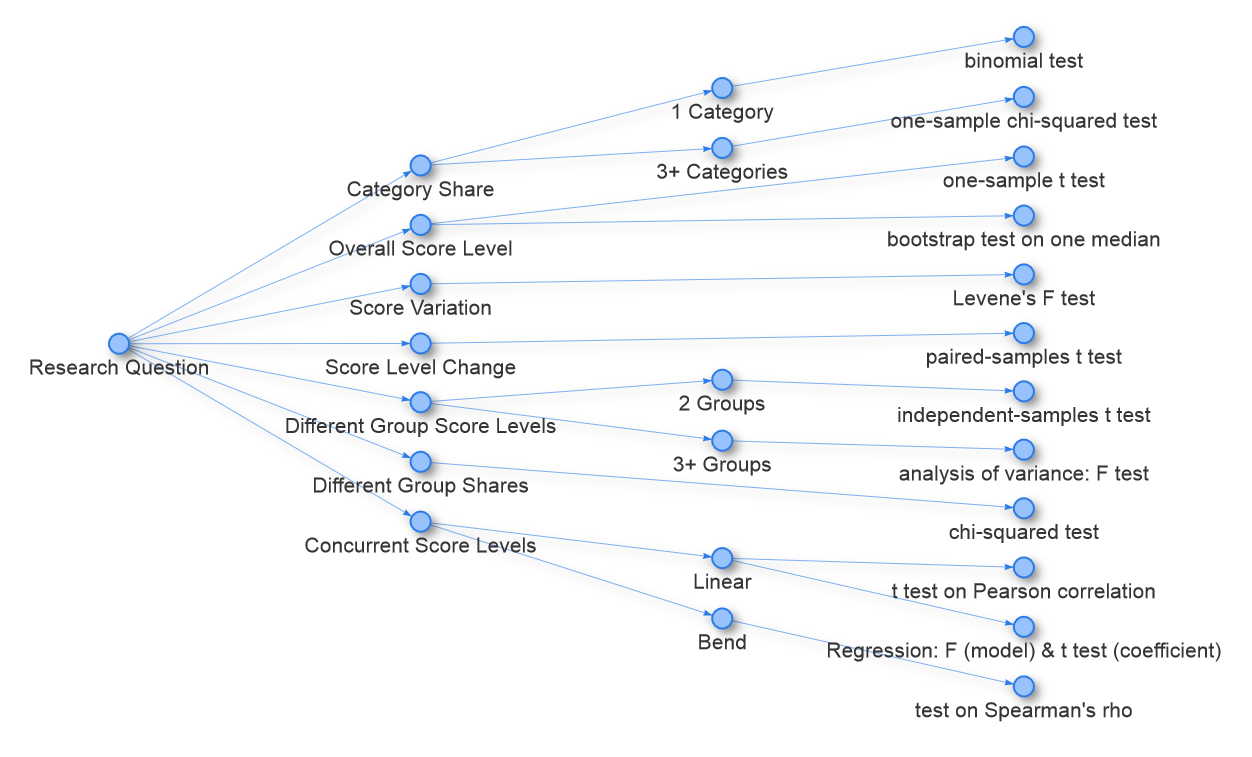 binomial test
1 Category
one-sample chi-squared test
3+ Categories
Category Share
one-sample t test
Overall Score Level
bootstrap test on one median
Score Variation
Levene's F test
Research Question
Score Level Change
paired-samples t test
Different Group Score Levels
2 Groups
independent-samples t test
3+ Groups
analysis of variance: F test
Different Group Shares
chi-squared test
Concurrent Score Levels
Linear
t test on Pearson correlation
Bend
Regression: F (model) & t test (coefficient)
test on Spearman's rho